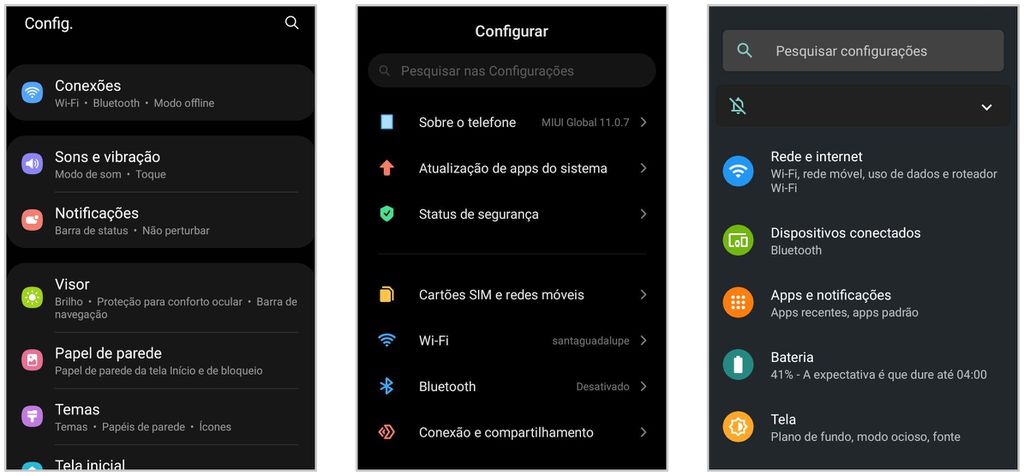 Config.
Conexões
Wi-Fi • Bluetooth • Modo offline
Sons e vibração
Modo de som • Toque
Notificações
Barra de status • Não perturbar
Visor
Brilho • Proteção para conforto ocular • Barra de
navegação
Papel de parede
Papel de parede da tela Início e de bloqueio
Temas
Temas • Papéis de parede • Ícones
Tela inicial
Configurar
Pesquisar nas Configurações
Sobre o telefone MIUI Global 11.0.7
Atualização de apps do sistema
Status de segurança
Cartões SIM e redes móveis
Wi-Fi santaguadalupe
Bluetooth Desativado
Conexão e compartilhamento
Pesquisar configurações
Rede e internet
Wi-Fi, rede móvel, uso de dados e roteador
Wi-Fi
Dispositivos conectados
Bluetooth
Apps e notificações
Apps recentes, apps padrão
Bateria
41% - A expectativa é que dure até 04:00
Tela
Plano de fundo, modo ocioso, fonte